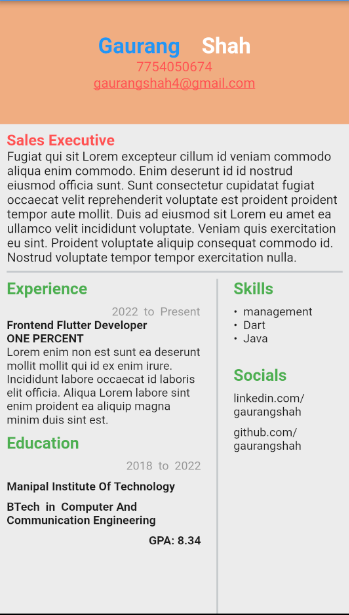 Gaurang Shah
7754050674
gaurangshah4@gmail.com
Sales Executive
Fugiat qui sit Lorem excepteur cillum id veniam commodo
aliqua enim commodo. Enim deserunt id id nostrud
eiusmod officia sunt. Sunt consectetur cupidatat fugiat
occaecat velit reprehenderit voluptate est proident proident
tempor aute mollit. Duis ad eiusmod sit Lorem eu amet ea
ullamco velit incididunt voluptate. Veniam quis exercitation
eu sint. Proident voluptate aliquip consequat commodo id.
Nostrud voluptate tempor tempor exercitation nulla.
Experience
2022 to Present
Frontend Flutter Developer
ONE PERCENT
Lorem enim non est sunt ea deserunt
mollit mollit qui id ex enim irure.
Incididunt labore occaecat id laboris
elit officia. Aliqua Lorem labore sint
enim proident ea aliquip magna
minim duis sint est.
Education
2018 to 2022
Manipal Institute Of Technology
BTech in Computer And
Communication Engineering
GPA: 8.34
Skills
• management
• Dart
• Java
Socials
linkedin.com/
gaurangshah
github.com/
gaurangshah